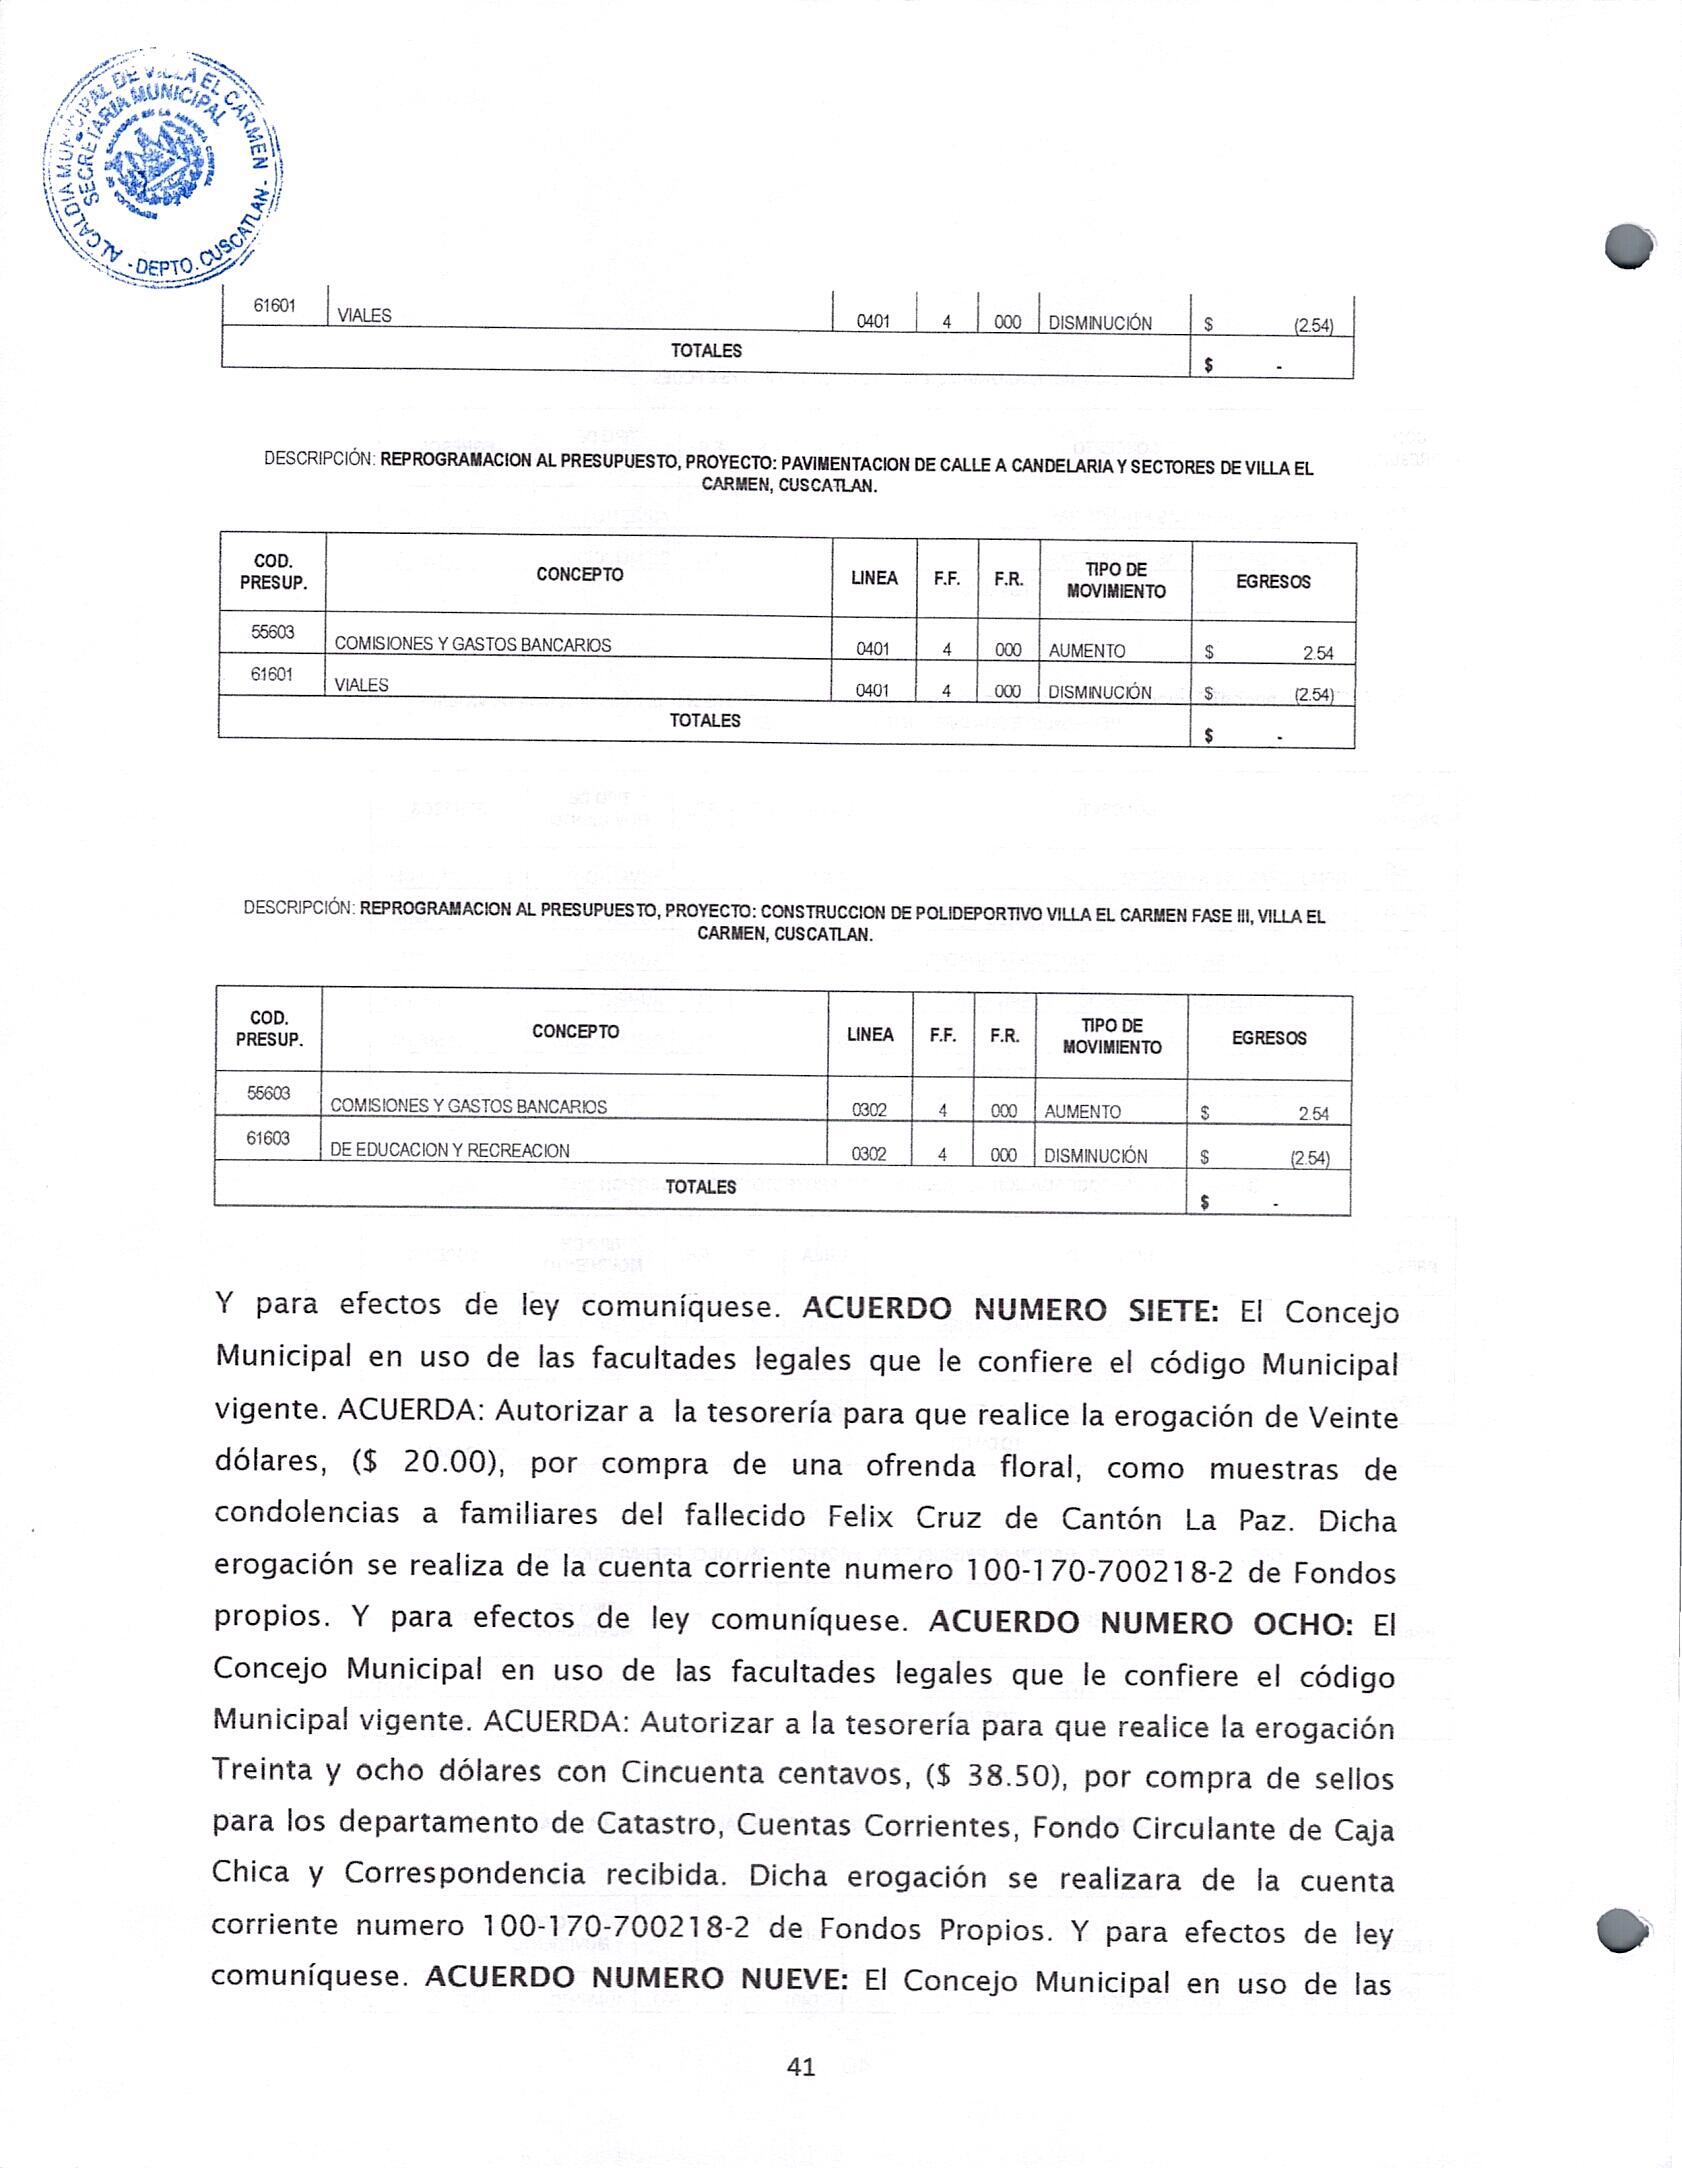 ALCALDIA MUNICIPAL DE VILLA EL CARMEN
SECRETARIA MUNICIPAL
- DEPTO. CUSCATLAN -
61601 VIALES 0401 4 000 DISMINUCIÓN $ (2.54)
TOTALES $ -
DESCRIPCIÓN: REPROGRAMACION AL PRESUPUESTO, PROYECTO: PAVIMENTACION DE CALLE A CANDELARIA Y SECTORES DE VILLA EL
CARMEN, CUSCATLAN.
COD. PRESUP. CONCEPTO LINEA F.F. F.R. TIPO DE MOVIMIENTO EGRESOS
55603 COMISIONES Y GASTOS BANCARIOS 0401 4 000 AUMENTO $ 2.54
61601 VIALES 0401 4 000 DISMINUCIÓN $ (2.54)
TOTALES $ -
DESCRIPCIÓN: REPROGRAMACION AL PRESUPUESTO, PROYECTO: CONSTRUCCION DE POLIDEPORTIVO VILLA EL CARMEN FASE III, VILLA EL
CARMEN, CUSCATLAN.
COD. PRESUP. CONCEPTO LINEA F.F. F.R. TIPO DE MOVIMIENTO EGRESOS
55603 COMISIONES Y GASTOS BANCARIOS 0302 4 000 AUMENTO $ 2.54
61603 DE EDUCACION Y RECREACION 0302 4 000 DISMINUCIÓN $ (2.54)
TOTALES $ -
Y para efectos de ley comuníquese. ACUERDO NUMERO SIETE: El Concejo
Municipal en uso de las facultades legales que le confiere el código Municipal
vigente. ACUERDA: Autorizar a la tesorería para que realice la erogación de Veinte
dólares, ($ 20.00), por compra de una ofrenda floral, como muestras de
condolencias a familiares del fallecido Felix Cruz de Cantón La Paz. Dicha
erogación se realiza de la cuenta corriente numero 100-170-700218-2 de Fondos
propios. Y para efectos de ley comuníquese. ACUERDO NUMERO OCHO: El
Concejo Municipal en uso de las facultades legales que le confiere el código
Municipal vigente. ACUERDA: Autorizar a la tesorería para que realice la erogación
Treinta y ocho dólares con Cincuenta centavos, ($ 38.50), por compra de sellos
para los departamento de Catastro, Cuentas Corrientes, Fondo Circulante de Caja
Chica y Correspondencia recibida. Dicha erogación se realizara de la cuenta
corriente numero 100-170-700218-2 de Fondos Propios. Y para efectos de ley
comuníquese. ACUERDO NUMERO NUEVE: El Concejo Municipal en uso de las
41